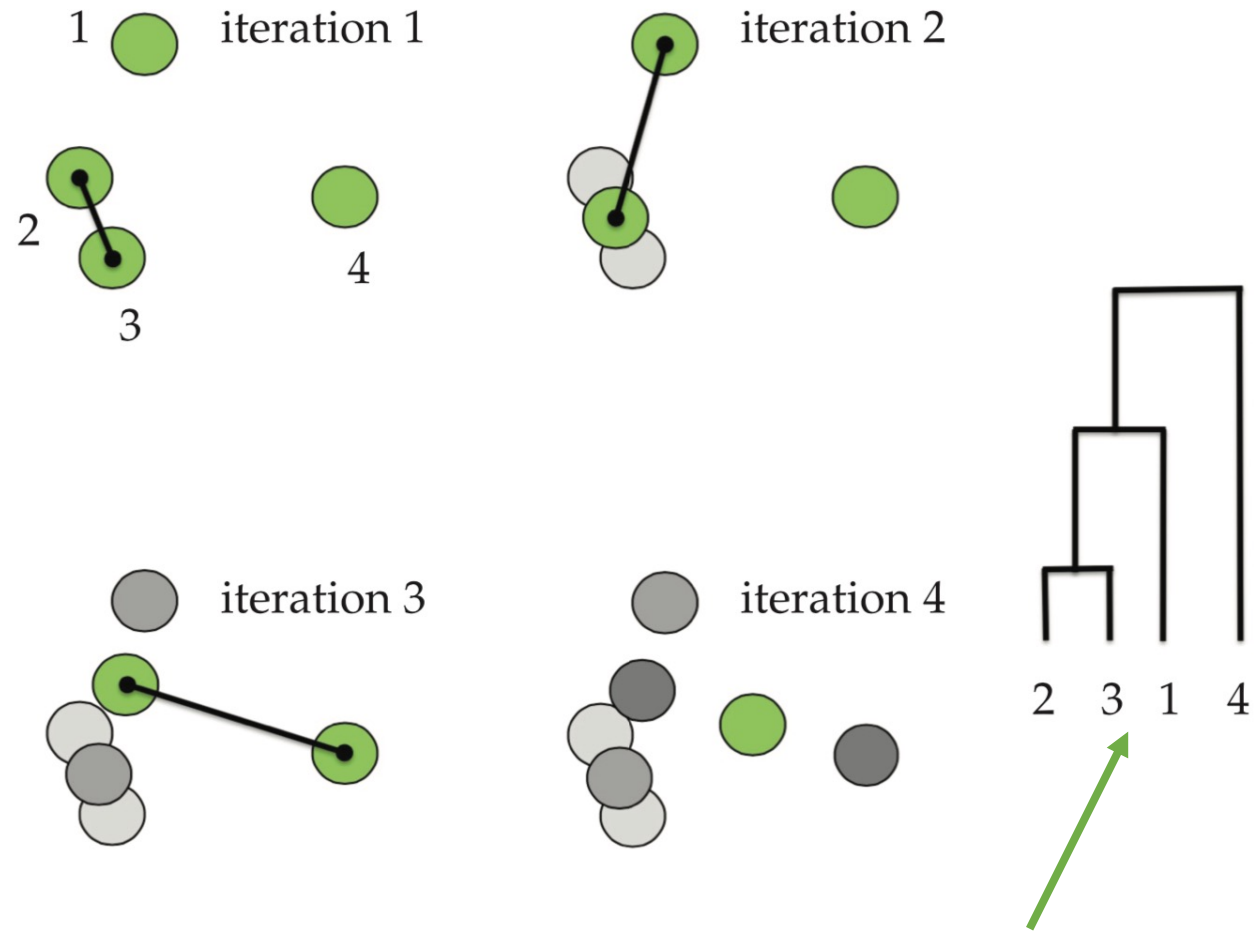 1 iteration 1
iteration 2
2
4
3
iteration 3
iteration 4
2 3 1 4